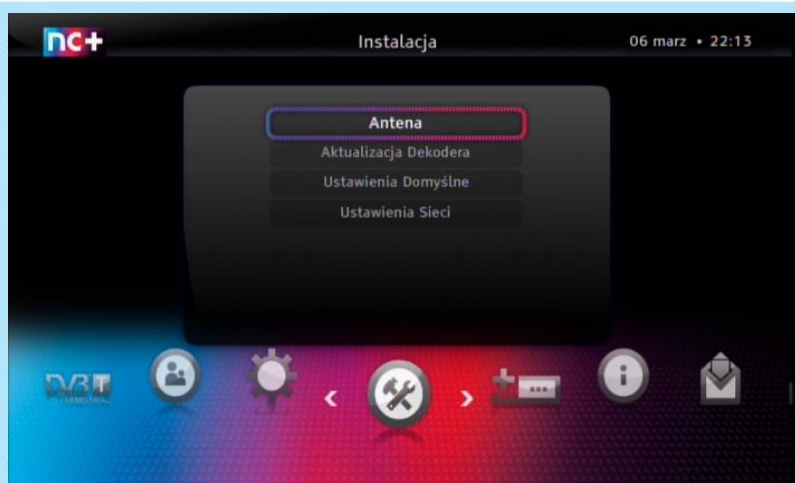 nc+
Instalacja
06 marz • 22:13
Antena
Aktualizacja Dekodera
Ustawienia Domyślne
Ustawienia Sieci
DVB T